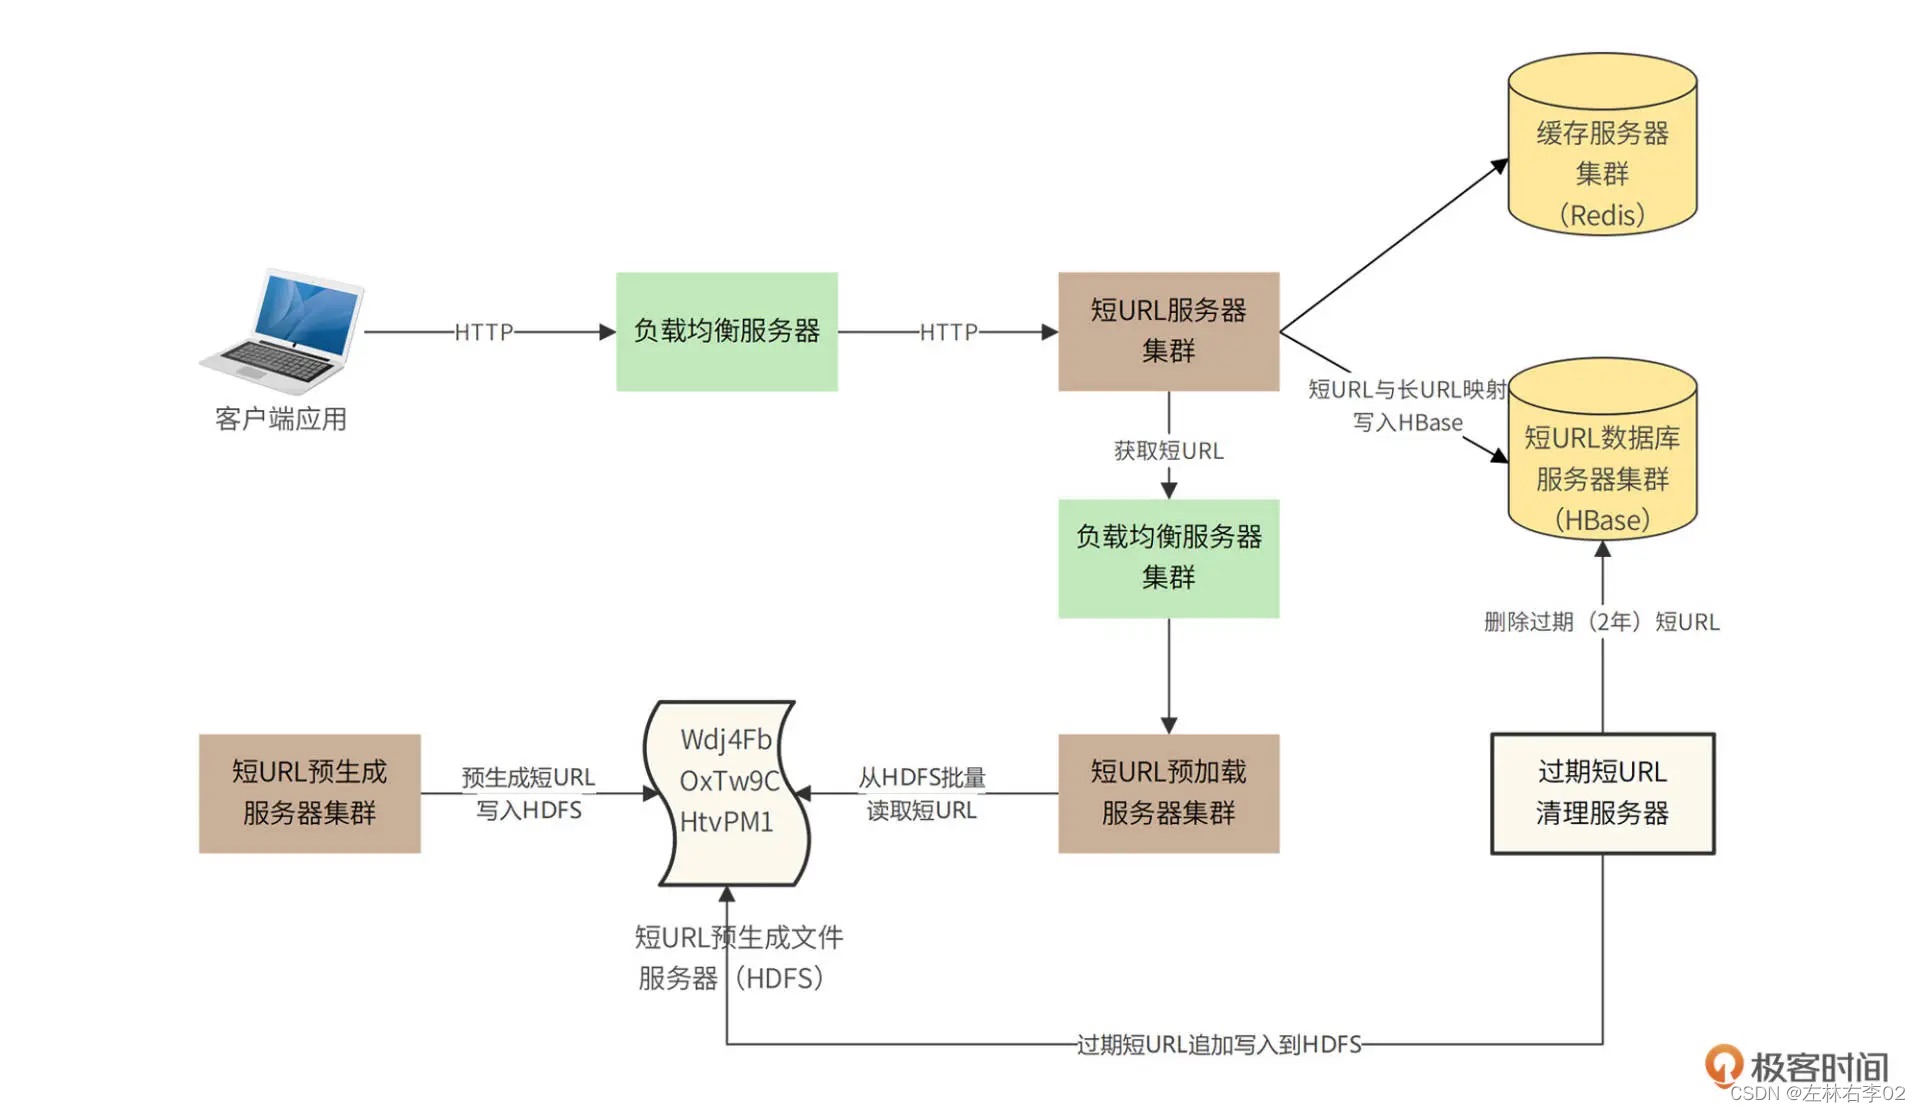 缓存服务器
集群
（Redis）
客户端应用
HTTP
负载均衡服务器
HTTP
短URL服务器
集群
短URL与长URL映射
写入HBase
短URL数据库
服务器集群
（HBase）
获取短URL
负载均衡服务器
集群
删除过期（2年）短URL
短URL预生成
服务器集群
预生成短URL
写入HDFS
Wdj4Fb
OxTw9C
HtvPM1
从HDFS批量
读取短URL
短URL预加载
服务器集群
过期短URL
清理服务器
短URL预生成文件
服务器（HDFS）
过期短URL追加写入到HDFS
极客时间
CSDN @左林右李02